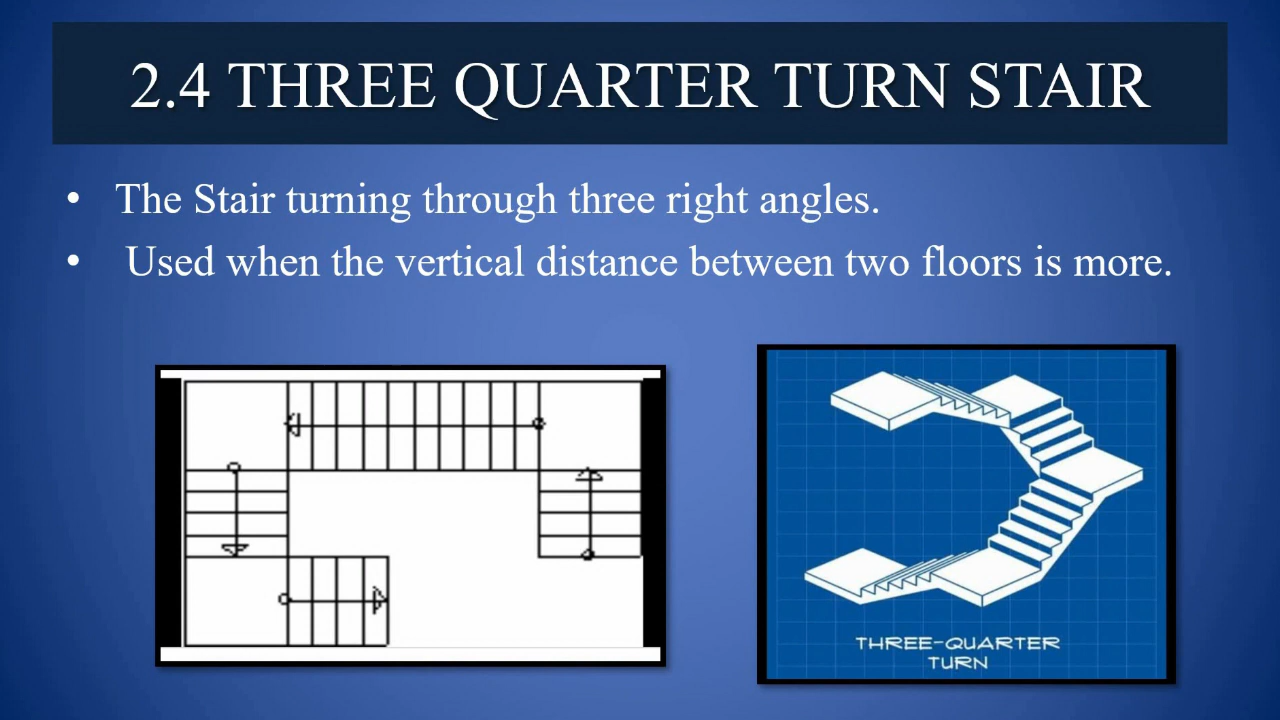 2.4 THREE QUARTER TURN STAIR
• The Stair turning through three right angles.
• Used when the vertical distance between two floors is more.
THREE-QUARTER
TURN